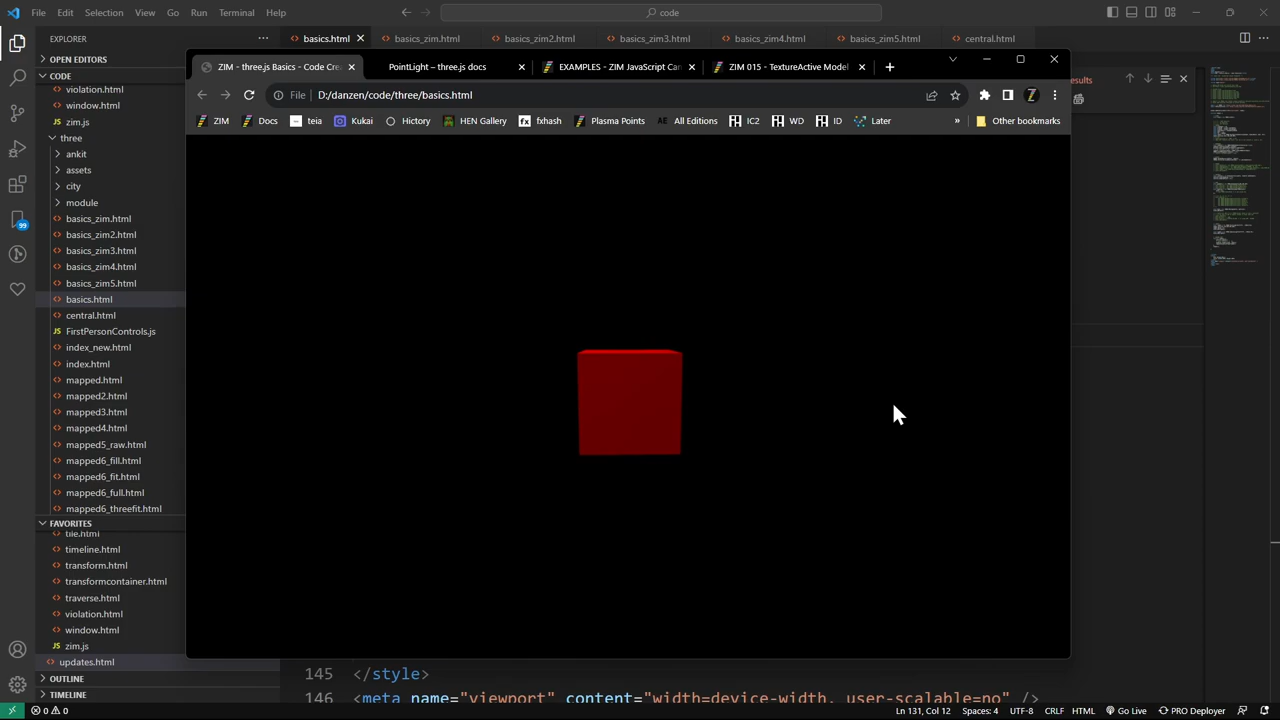 File Edit Selection View Go Run Terminal Help
code
EXPLORER
OPEN EDITORS
CODE
violation.html
window.html
zim.js
three
ankit
assets
city
module
basics_zim.html
basics_zim2.html
basics_zim3.html
basics_zim4.html
basics_zim5.html
basics.html
central.html
FirstPersonControls.js
index_new.html
index.html
mapped.html
mapped2.html
mapped3.html
mapped4.html
mapped5_raw.html
mapped6_fill.html
mapped6_fit.html
mapped6_full.html
mapped6_threefit.html
FAVORITES
tile.html
timeline.html
transform.html
transformcontainer.html
traverse.html
violation.html
window.html
zim.js
updates.html
OUTLINE
TIMELINE
basics.html basics_zim.html basics_zim2.html basics_zim3.html basics_zim4.html basics_zim5.html central.html
results
ZIM - three.js Basics - Code Cre
PointLight – three.js docs
EXAMPLES - ZIM JavaScript Can
ZIM 015 - TextureActive Model
File D:/danzen/code/three/basics.html
ZIM Docs teia Kudai Hictory HEN Gallery fxhash Planning Points AE All Editions IC2 IV ID Later Other bookmarks
145 </style>
146 <meta name="viewport" content="width=device-width, user-scalable=no" />
99
0 0
Ln 131, Col 12 Spaces: 4 UTF-8 CRLF HTML Go Live PRO Deployer